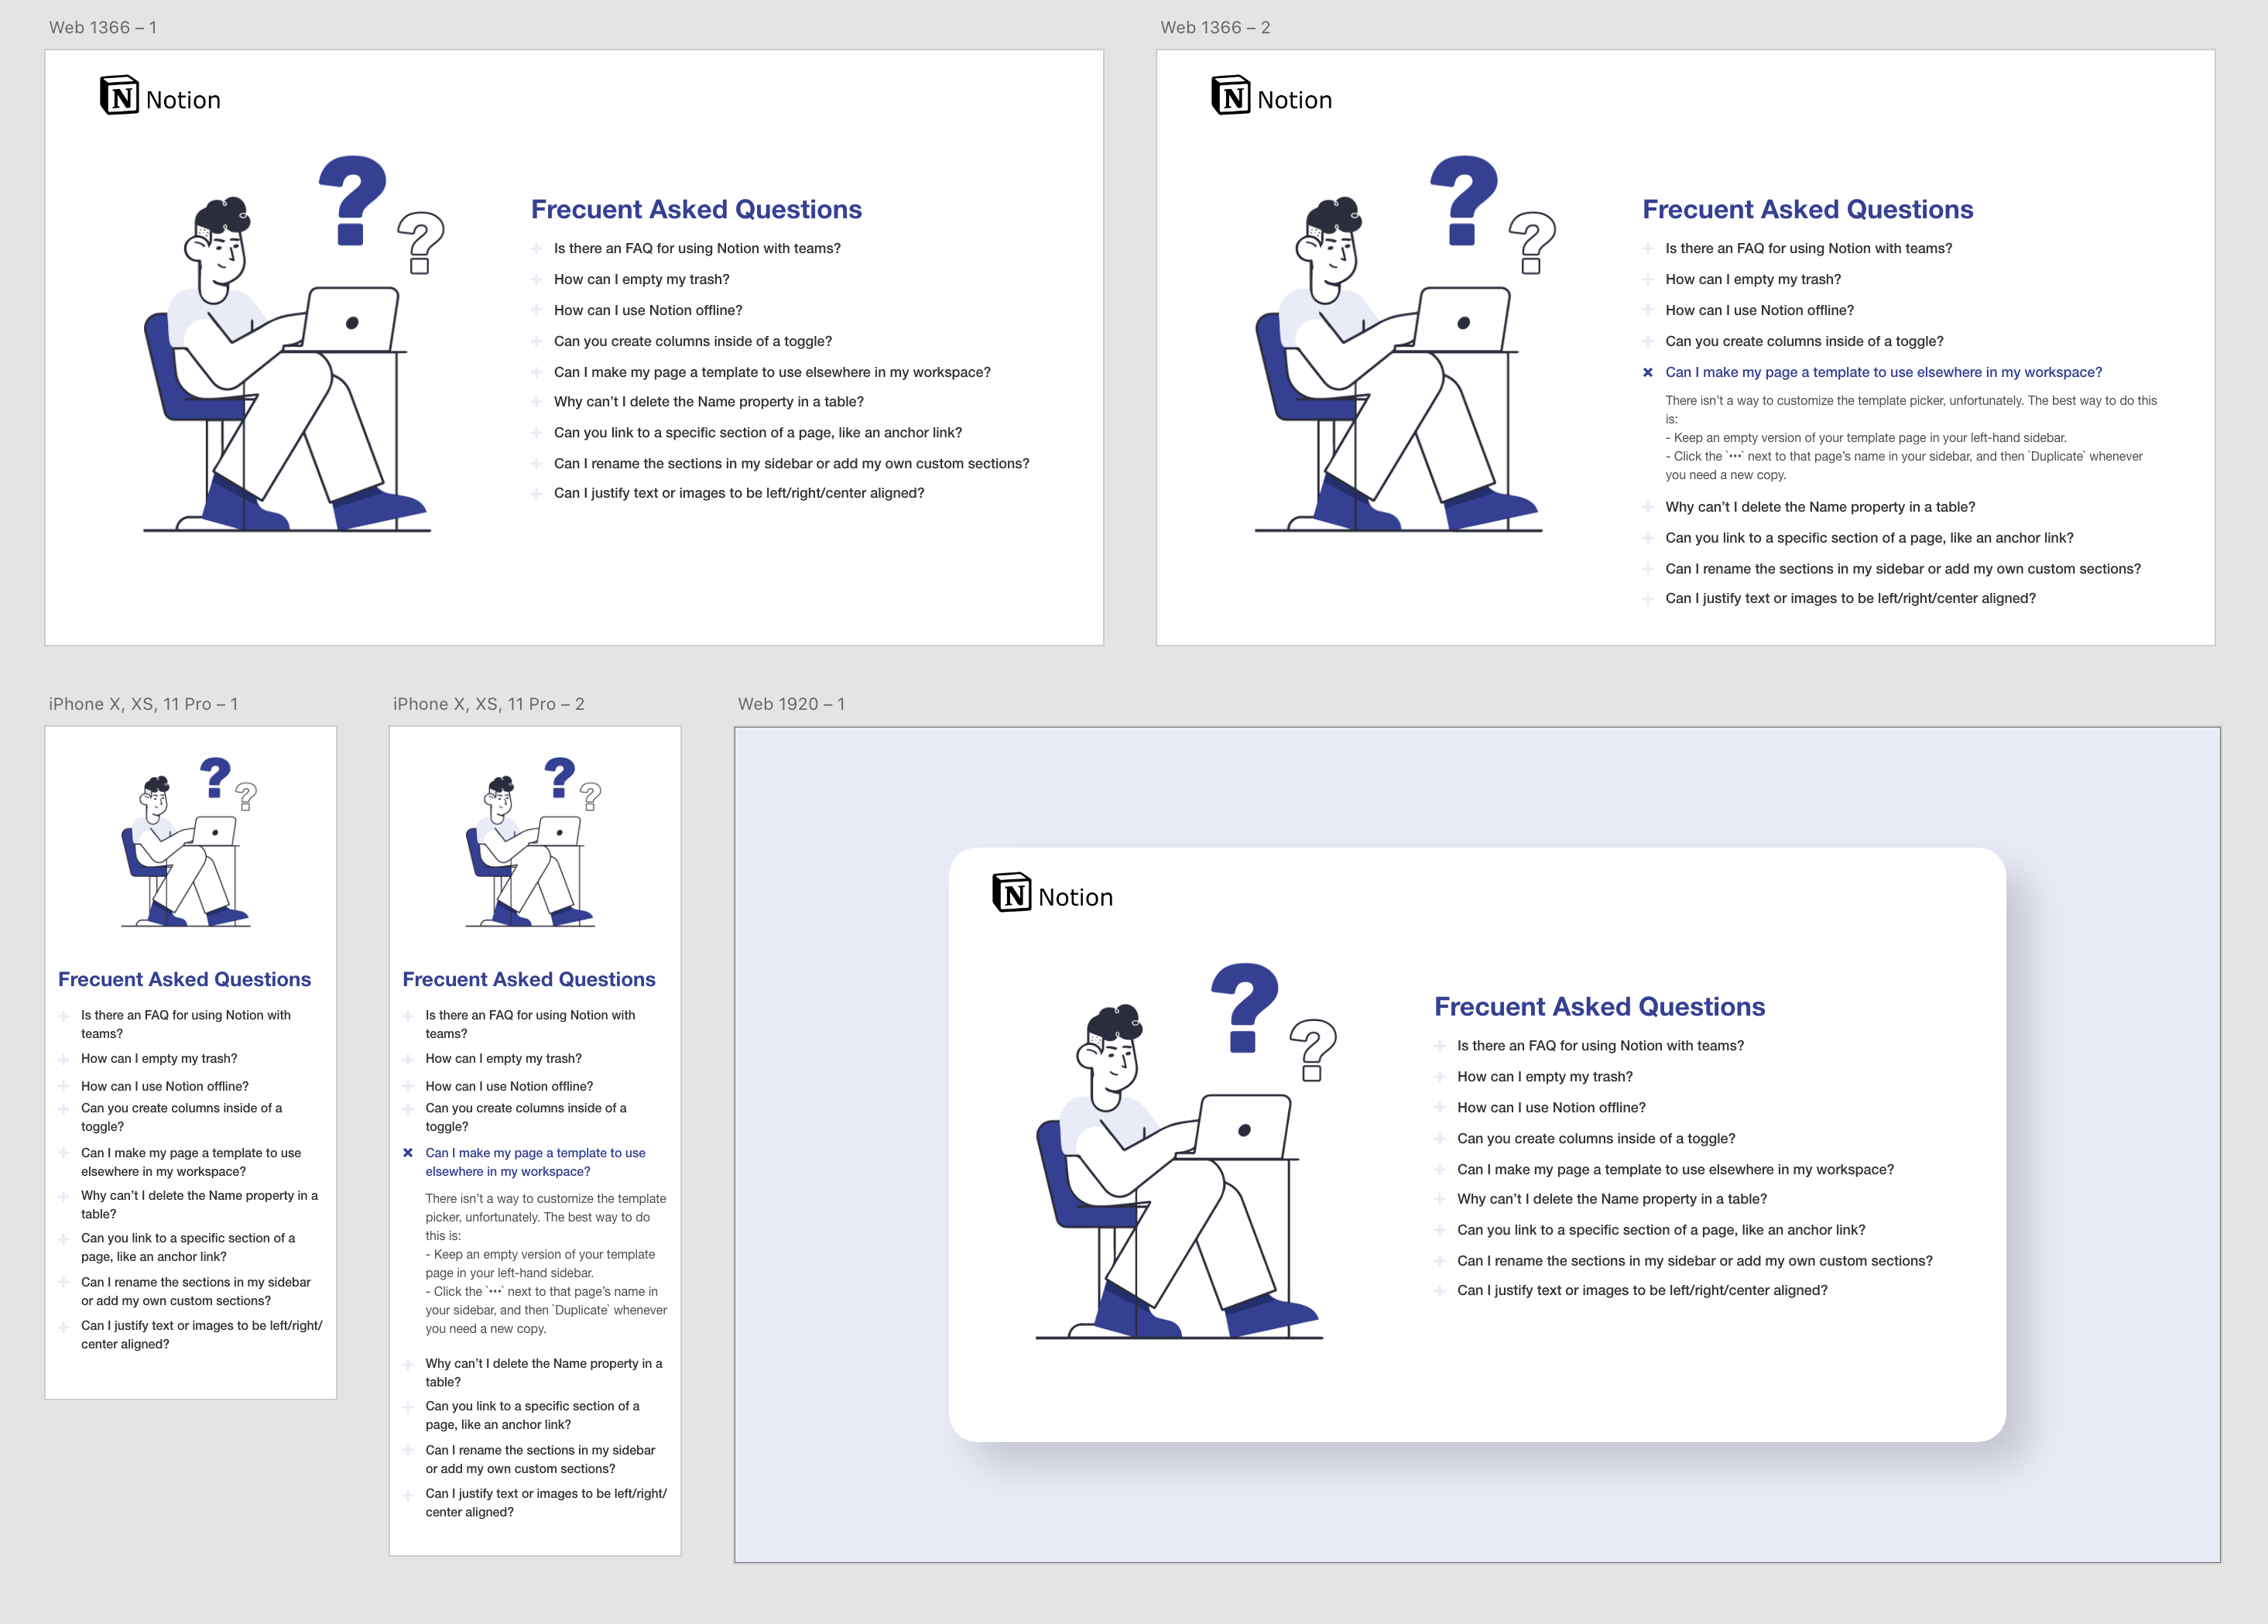 Web 1366 – 1
N Notion
?
?
Frecuent Asked Questions
Is there an FAQ for using Notion with teams?
How can I empty my trash?
How can I use Notion offline?
Can you create columns inside of a toggle?
Can I make my page a template to use elsewhere in my workspace?
Why can’t I delete the Name property in a table?
Can you link to a specific section of a page, like an anchor link?
Can I rename the sections in my sidebar or add my own custom sections?
Can I justify text or images to be left/right/center aligned?
Web 1366 – 2
N Notion
?
?
Frecuent Asked Questions
Is there an FAQ for using Notion with teams?
How can I empty my trash?
How can I use Notion offline?
Can you create columns inside of a toggle?
Can I make my page a template to use elsewhere in my workspace?
There isn’t a way to customize the template picker, unfortunately. The best way to do this
is:
- Keep an empty version of your template page in your left-hand sidebar.
- Click the `•••` next to that page’s name in your sidebar, and then `Duplicate` whenever
you need a new copy.
Why can’t I delete the Name property in a table?
Can you link to a specific section of a page, like an anchor link?
Can I rename the sections in my sidebar or add my own custom sections?
Can I justify text or images to be left/right/center aligned?
iPhone X, XS, 11 Pro – 1
?
?
Frecuent Asked Questions
Is there an FAQ for using Notion with
teams?
How can I empty my trash?
How can I use Notion offline?
Can you create columns inside of a
toggle?
Can I make my page a template to use
elsewhere in my workspace?
Why can’t I delete the Name property in a
table?
Can you link to a specific section of a
page, like an anchor link?
Can I rename the sections in my sidebar
or add my own custom sections?
Can I justify text or images to be left/right/
center aligned?
iPhone X, XS, 11 Pro – 2
?
?
Frecuent Asked Questions
Is there an FAQ for using Notion with
teams?
How can I empty my trash?
How can I use Notion offline?
Can you create columns inside of a
toggle?
Can I make my page a template to use
elsewhere in my workspace?
There isn’t a way to customize the template
picker, unfortunately. The best way to do
this is:
- Keep an empty version of your template
page in your left-hand sidebar.
- Click the `•••` next to that page’s name in
your sidebar, and then `Duplicate` whenever
you need a new copy.
Why can’t I delete the Name property in a
table?
Can you link to a specific section of a
page, like an anchor link?
Can I rename the sections in my sidebar
or add my own custom sections?
Can I justify text or images to be left/right/
center aligned?
Web 1920 – 1
N Notion
?
?
Frecuent Asked Questions
Is there an FAQ for using Notion with teams?
How can I empty my trash?
How can I use Notion offline?
Can you create columns inside of a toggle?
Can I make my page a template to use elsewhere in my workspace?
Why can’t I delete the Name property in a table?
Can you link to a specific section of a page, like an anchor link?
Can I rename the sections in my sidebar or add my own custom sections?
Can I justify text or images to be left/right/center aligned?